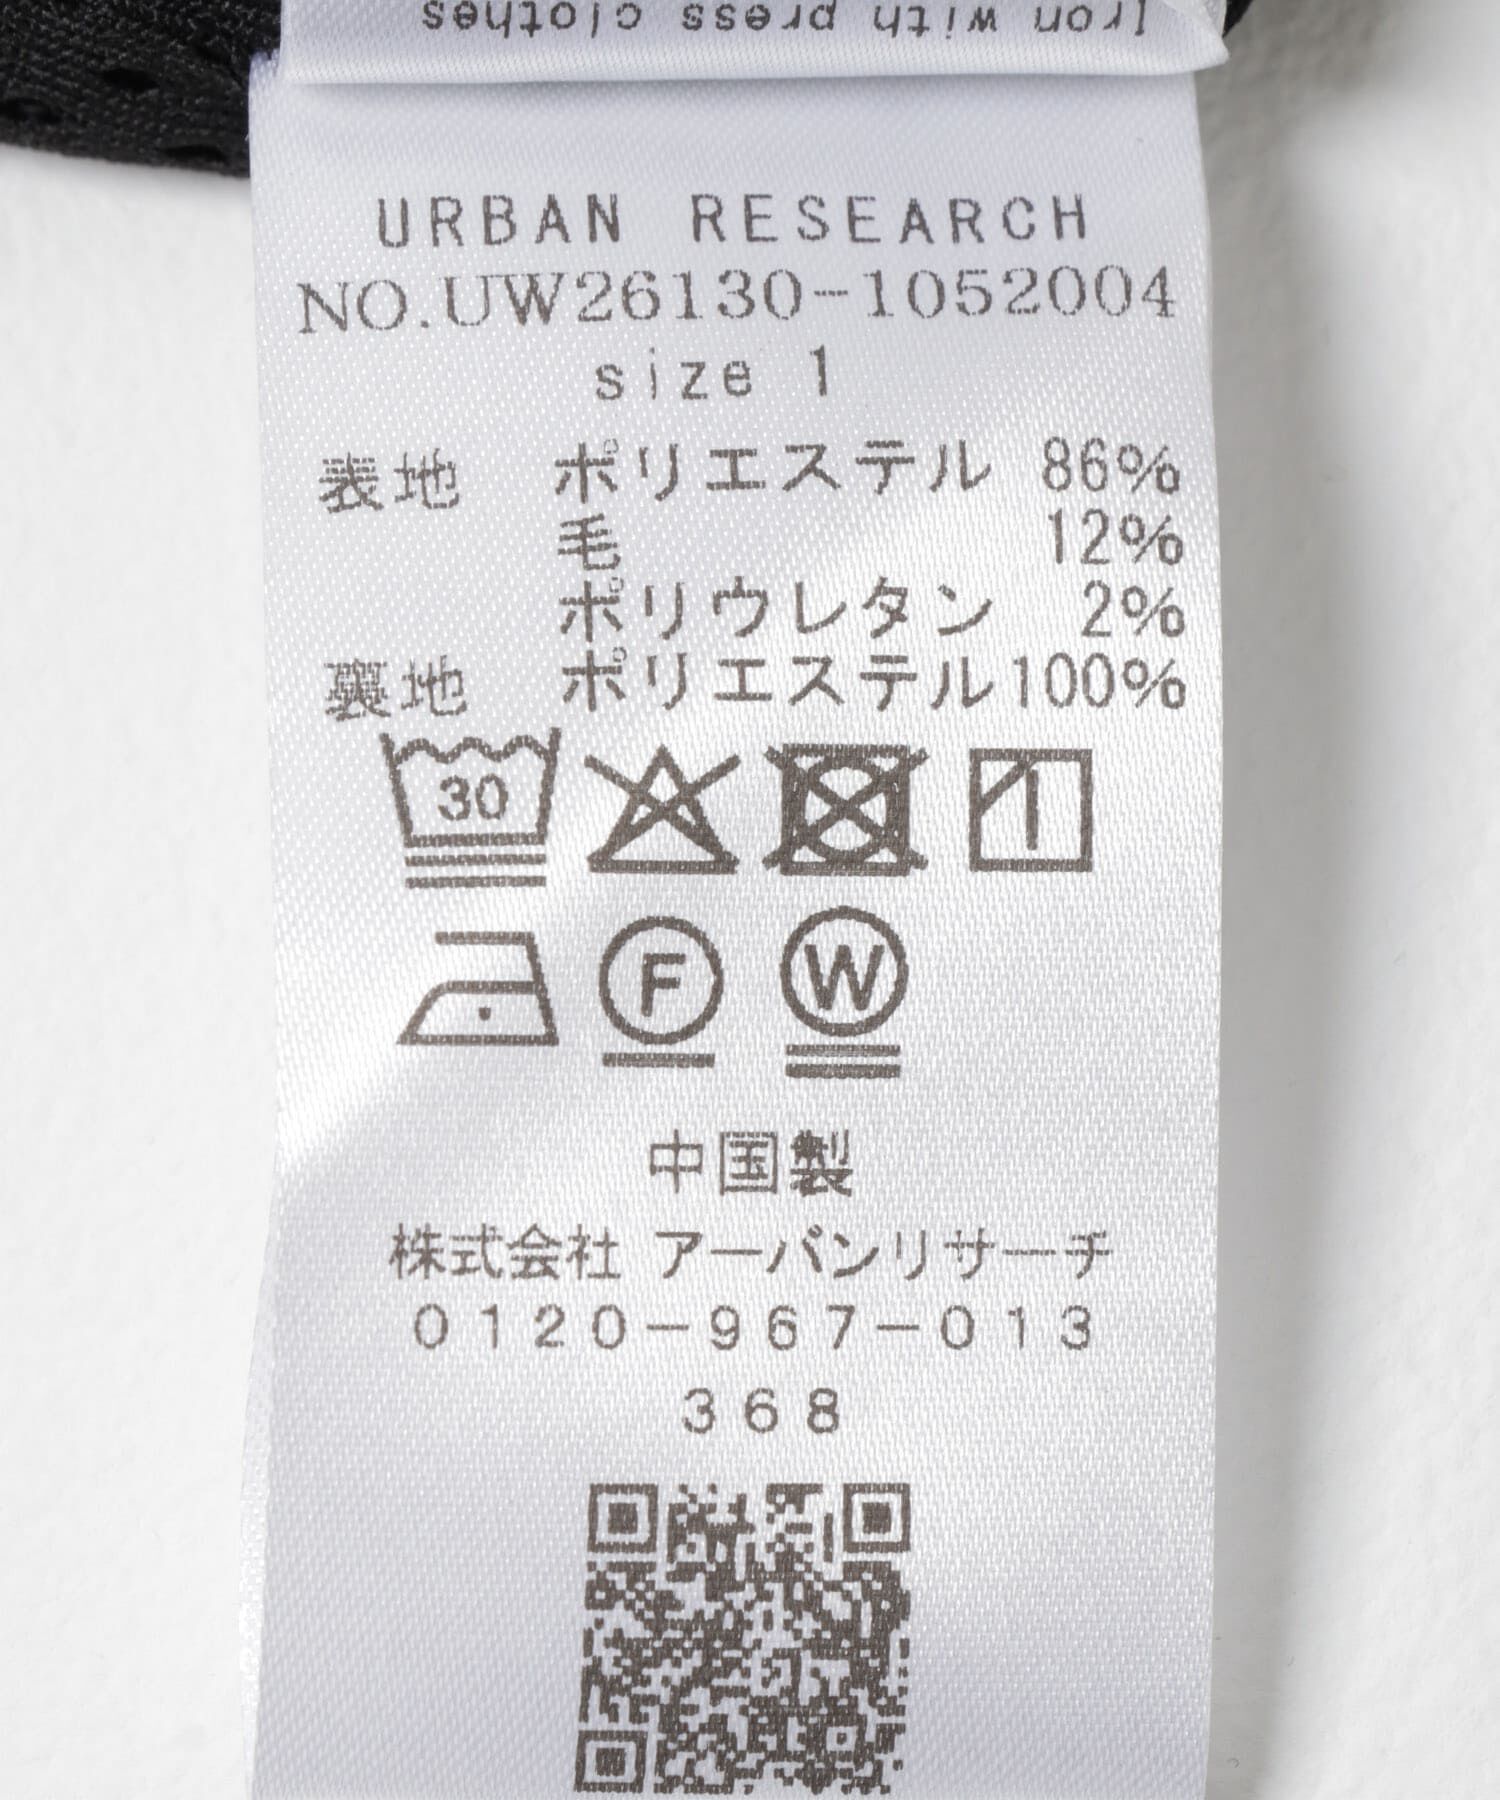 Iron with press clothes
URBAN RESEARCH
NO.UW26130-1052004
size 1
表地 ポリエステル 86%
毛 12%
ポリウレタン 2%
裏地 ポリエステル100%
30
F W
中国製
株式会社 アーバンリサーチ
0120-967-013
368